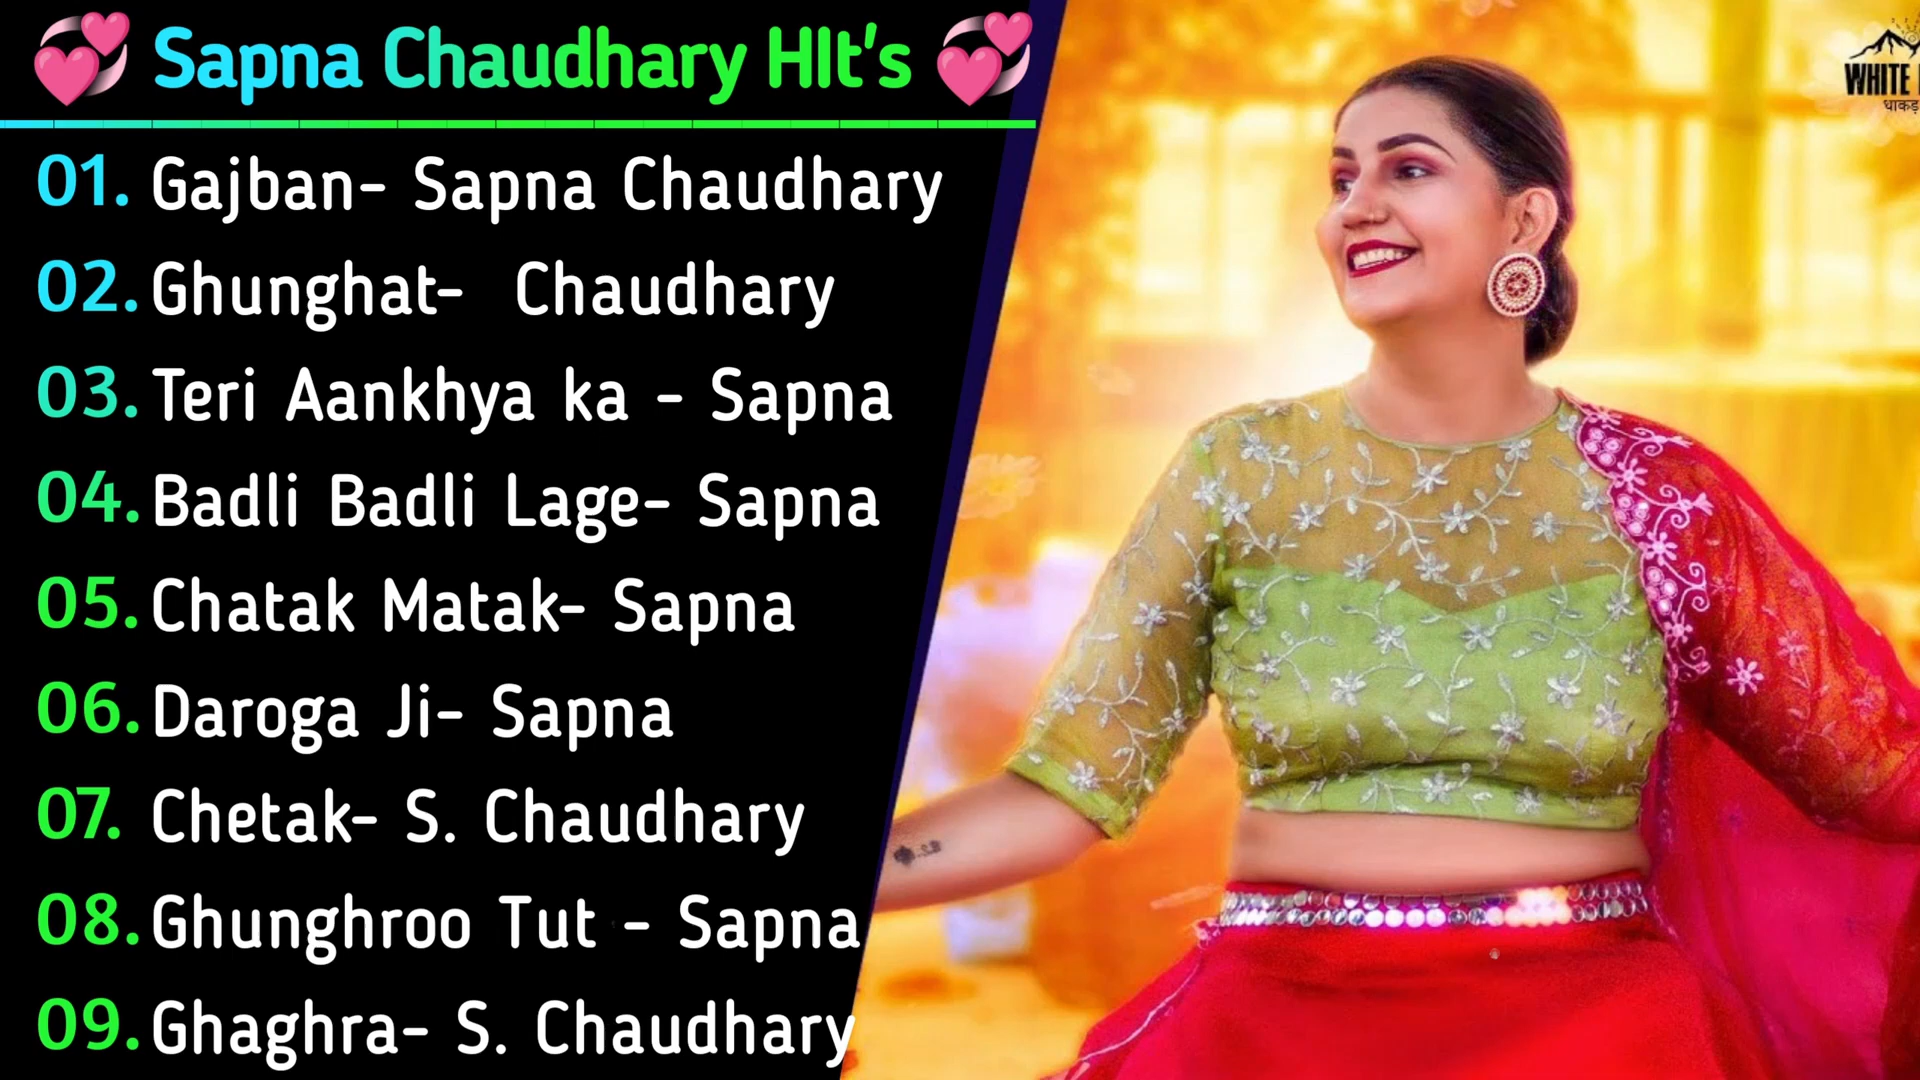 Sapna Chaudhary HIt's
01. Gajban- Sapna Chaudhary
02. Ghunghat- Chaudhary
03. Teri Aankhya ka - Sapna
04. Badli Badli Lage- Sapna
05. Chatak Matak- Sapna
06. Daroga Ji- Sapna
07. Chetak- S. Chaudhary
08. Ghunghroo Tut - Sapna
09. Ghaghra- S. Chaudhary
WHITE
धाकड़